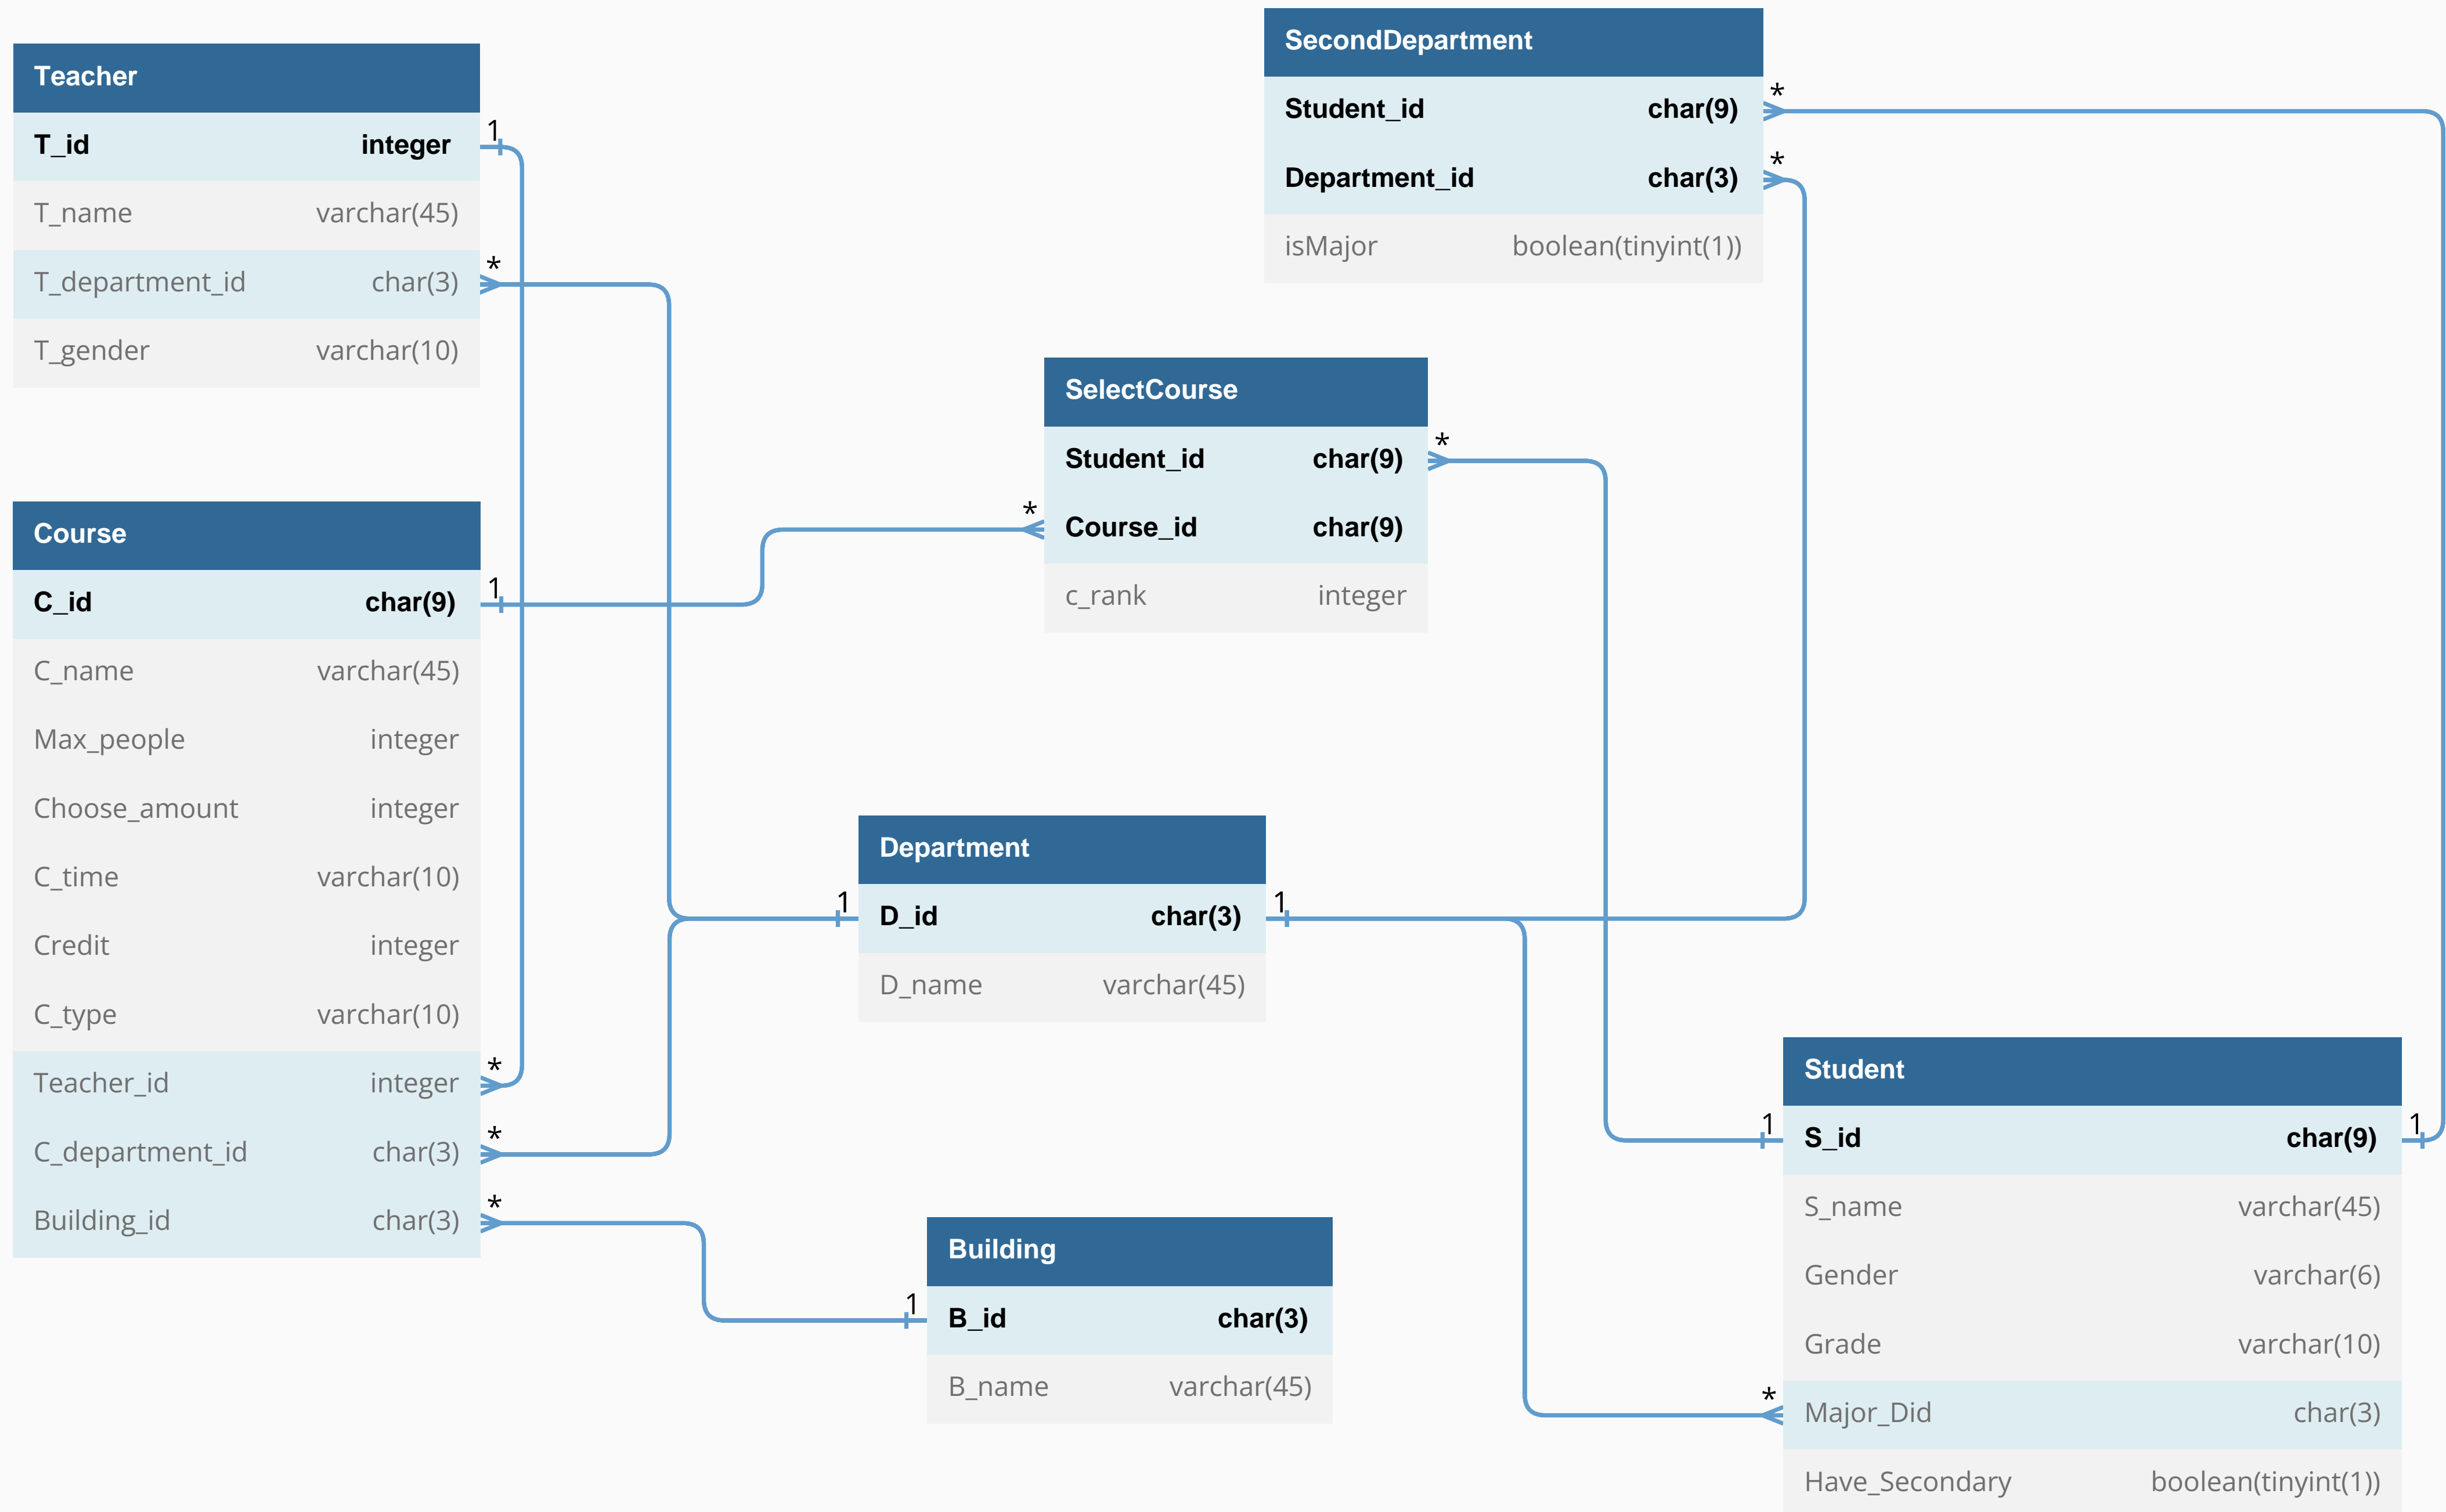 SecondDepartment
Student_id char(9)
Department_id char(3)
isMajor boolean(tinyint(1))
*
*
Teacher
T_id integer
T_name varchar(45)
T_department_id char(3)
T_gender varchar(10)
1
*
SelectCourse
Student_id char(9)
Course_id char(9)
c_rank integer
*
*
Course
C_id char(9)
C_name varchar(45)
Max_people integer
Choose_amount integer
C_time varchar(10)
Credit integer
C_type varchar(10)
Teacher_id integer
C_department_id char(3)
Building_id char(3)
1
*
*
*
Department
1 D_id char(3) 1
D_name varchar(45)
Building
1 B_id char(3)
B_name varchar(45)
Student
1 S_id char(9) 1
S_name varchar(45)
Gender varchar(6)
Grade varchar(10)
* Major_Did char(3)
Have_Secondary boolean(tinyint(1))